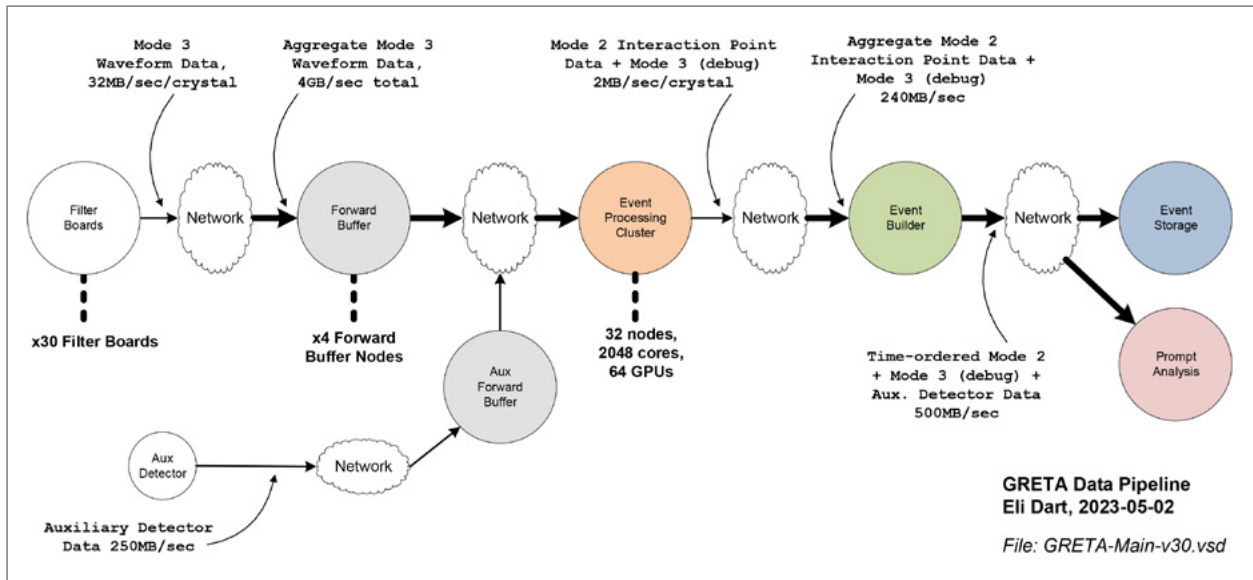 Mode 3
Waveform Data,
32MB/sec/crystal
Aggregate Mode 3
Waveform Data,
4GB/sec total
Mode 2 Interaction Point
Data + Mode 3 (debug)
2MB/sec/crystal
Aggregate Mode 2
Interaction Point Data +
Mode 3 (debug)
240MB/sec
Filter
Boards
Network
Forward
Buffer
Network
Event
Processing
Cluster
Network
Event
Builder
Network
Event
Storage
x30 Filter Boards
x4 Forward
Buffer Nodes
32 nodes,
2048 cores,
64 GPUs
Aux
Forward
Buffer
Time-ordered Mode 2
+ Mode 3 (debug) +
Aux. Detector Data
500MB/sec
Prompt
Analysis
Aux
Detector
Network
Auxiliary Detector
Data 250MB/sec
GRETA Data Pipeline
Eli Dart, 2023-05-02
File: GRETA-Main-v30.vsd